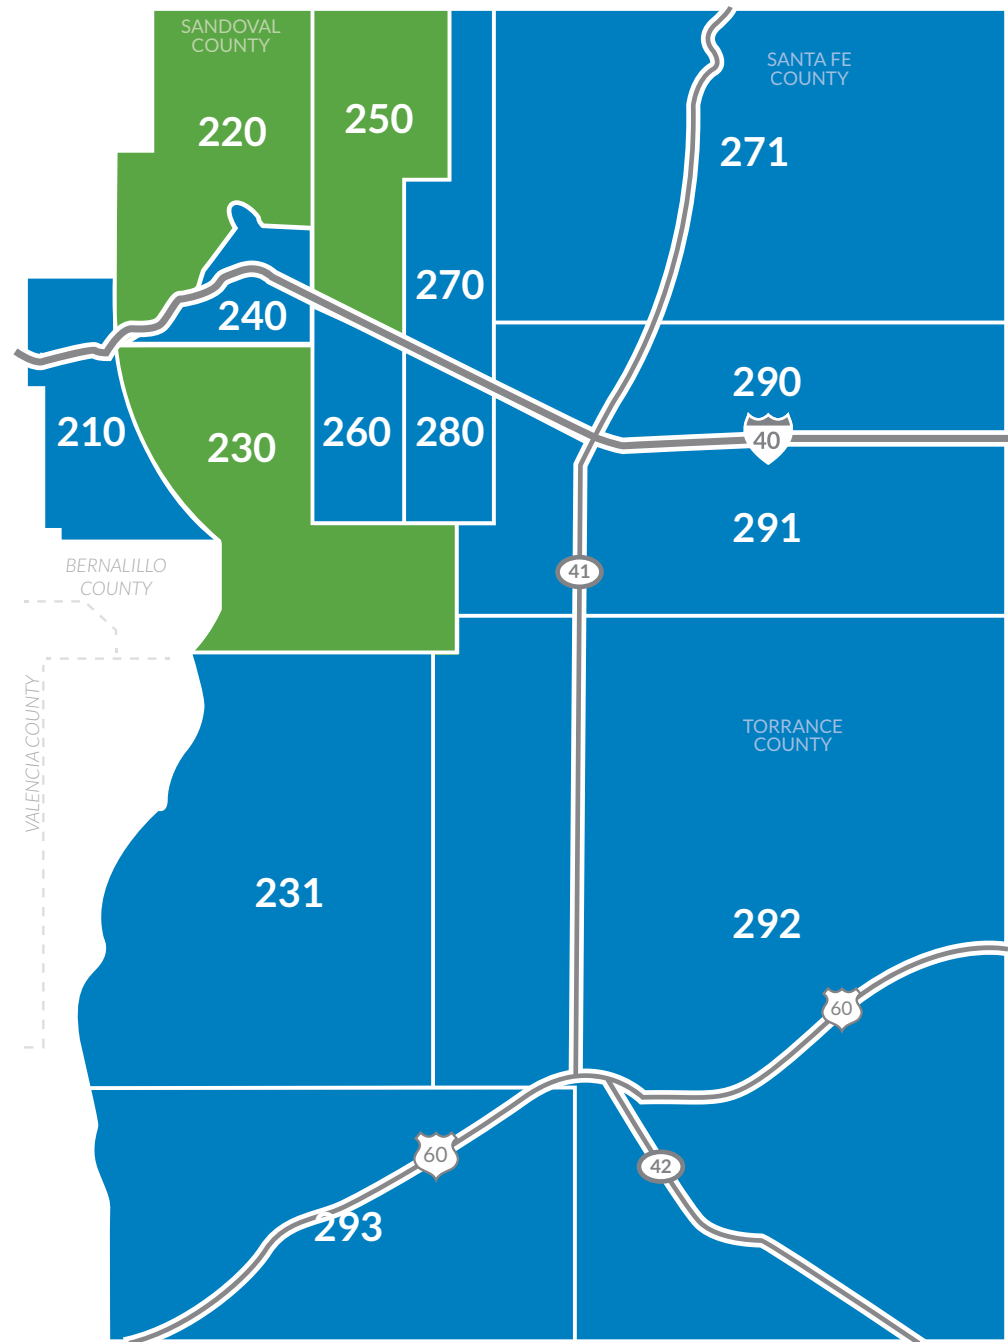 SANDOVAL
COUNTY
SANTA FE
COUNTY
220
250
271
270
240
290
210
230
260
280
40
291
BERNALILLO
COUNTY
41
VALENCIA COUNTY
TORRANCE
COUNTY
231
292
60
60
42
293